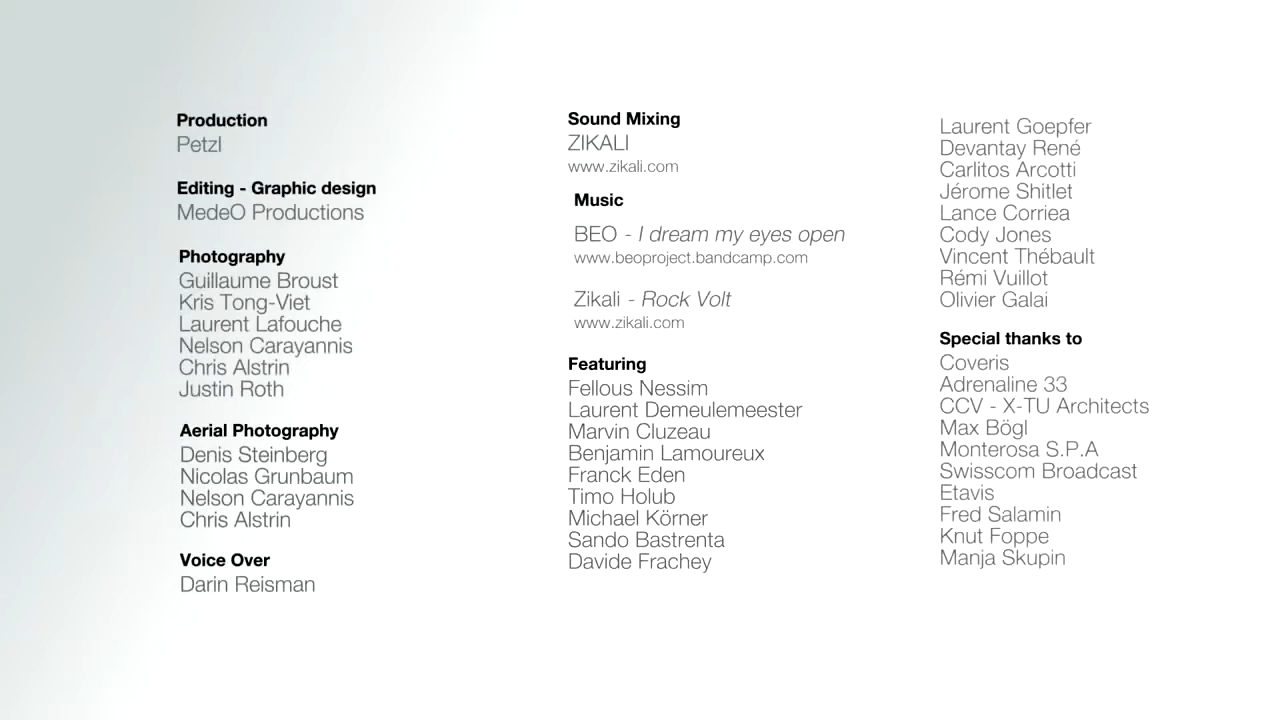 Production
Petzl
Editing - Graphic design
MedeO Productions
Photography
Guillaume Broust
Kris Tong-Viet
Laurent Lafouche
Nelson Carayannis
Chris Alstrin
Justin Roth
Aerial Photography
Denis Steinberg
Nicolas Grunbaum
Nelson Carayannis
Chris Alstrin
Voice Over
Darin Reisman
Sound Mixing
ZIKALI
www.zikali.com
Music
BEO - I dream my eyes open
www.beoproject.bandcamp.com
Zikali - Rock Volt
www.zikali.com
Featuring
Fellous Nessim
Laurent Demeulemeester
Marvin Cluzeau
Benjamin Lamoureux
Franck Eden
Timo Holub
Michael Körner
Sando Bastrenta
Davide Frachey
Laurent Goepfer
Devantay René
Carlitos Arcotti
Jérome Shitlet
Lance Corriea
Cody Jones
Vincent Thébault
Rémi Vuillot
Olivier Galai
Special thanks to
Coveris
Adrenaline 33
CCV - X-TU Architects
Max Bögl
Monterosa S.P.A
Swisscom Broadcast
Etavis
Fred Salamin
Knut Foppe
Manja Skupin